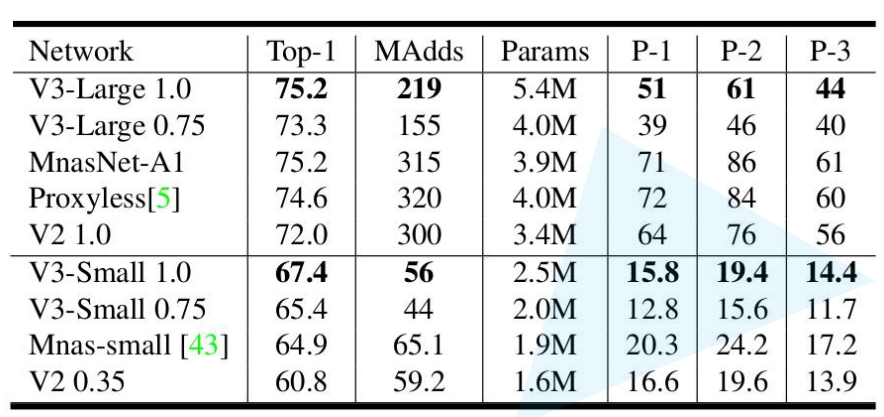 Network Top-1 MAdds Params P-1 P-2 P-3
V3-Large 1.0 75.2 219 5.4M 51 61 44
V3-Large 0.75 73.3 155 4.0M 39 46 40
MnasNet-A1 75.2 315 3.9M 71 86 61
Proxyless[5] 74.6 320 4.0M 72 84 60
V2 1.0 72.0 300 3.4M 64 76 56
V3-Small 1.0 67.4 56 2.5M 15.8 19.4 14.4
V3-Small 0.75 65.4 44 2.0M 12.8 15.6 11.7
Mnas-small [43] 64.9 65.1 1.9M 20.3 24.2 17.2
V2 0.35 60.8 59.2 1.6M 16.6 19.6 13.9